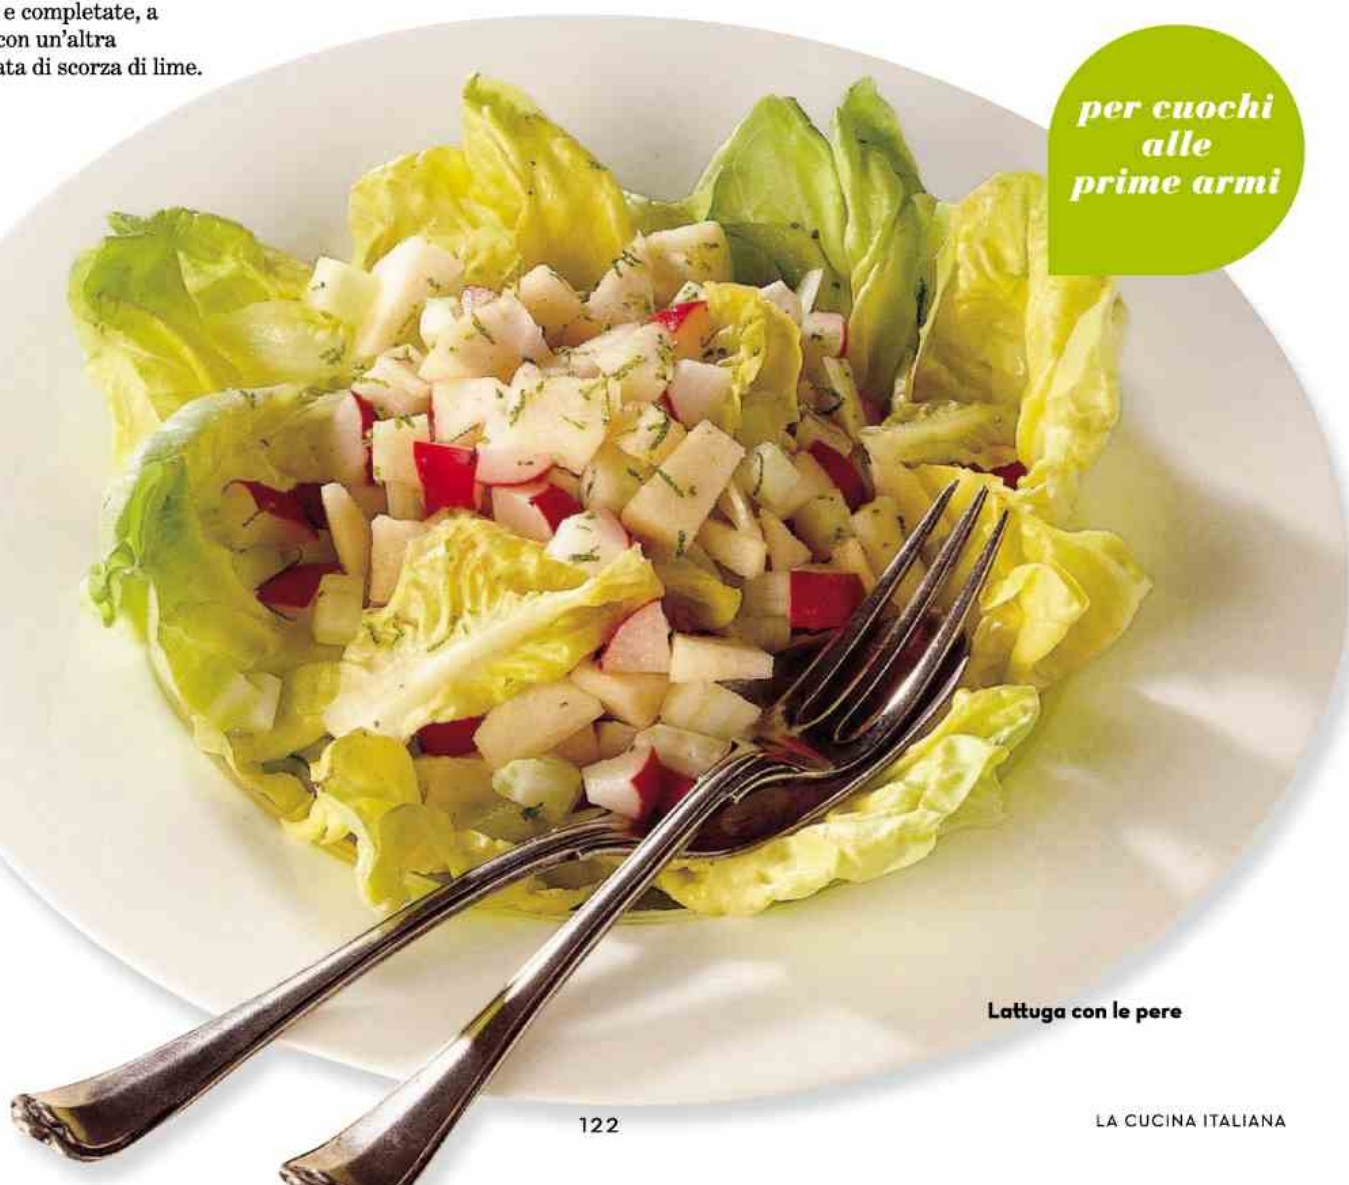 e completate, a
con un'altra
ata di scorza di lime.
per cuochi
alle
prime armi
Lattuga con le pere
122
LA CUCINA ITALIANA